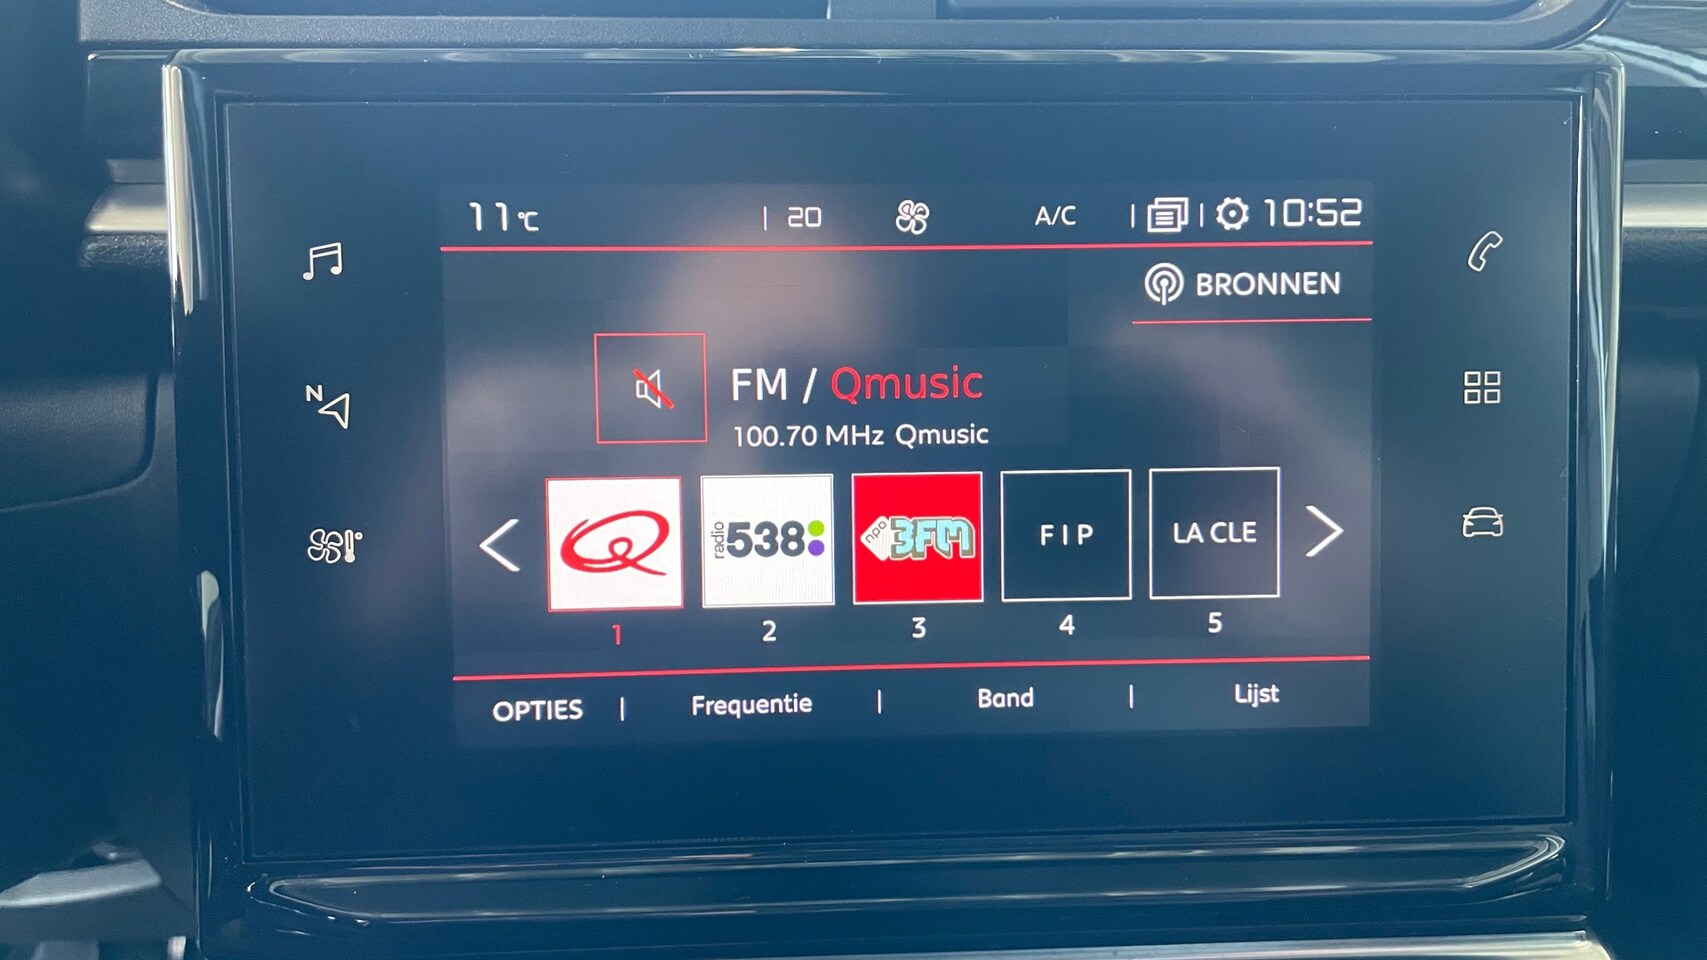 11°C | 20 A/C | | 10:52
BRONNEN
N
FM / Qmusic
100.70 MHz Qmusic
Q radio 538 npo 3FM FIP LA CLE
1 2 3 4 5
OPTIES | Frequentie | Band | Lijst